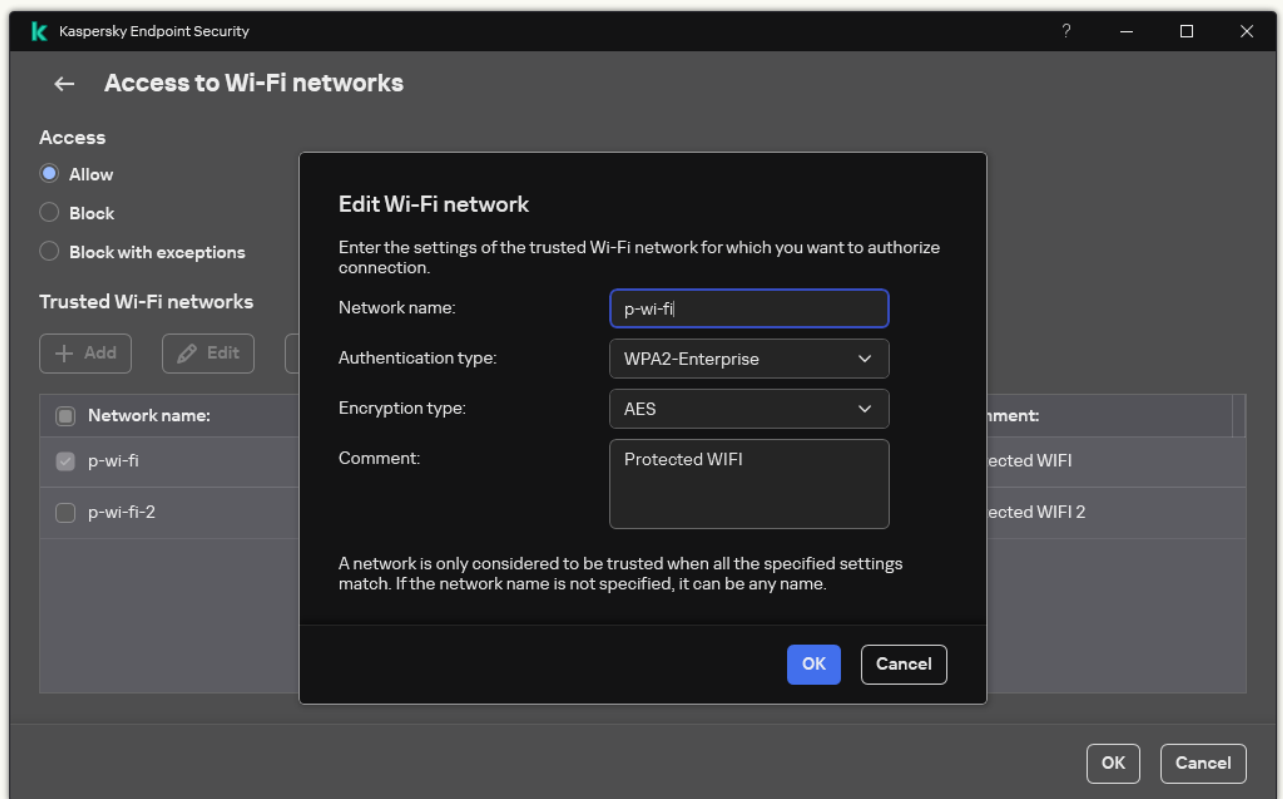 Kaspersky Endpoint Security
?
Access to Wi-Fi networks
Access
Allow
Block
Block with exceptions
Trusted Wi-Fi networks
Add
Edit
Network name:
p-wi-fi
p-wi-fi-2
Edit Wi-Fi network
Enter the settings of the trusted Wi-Fi network for which you want to authorize
connection.
Network name:
p-wi-fi
Authentication type:
WPA2-Enterprise
Encryption type:
AES
Comment:
Protected WIFI
A network is only considered to be trusted when all the specified settings
match. If the network name is not specified, it can be any name.
OK
Cancel
WIFI
WIFI 2
OK
Cancel